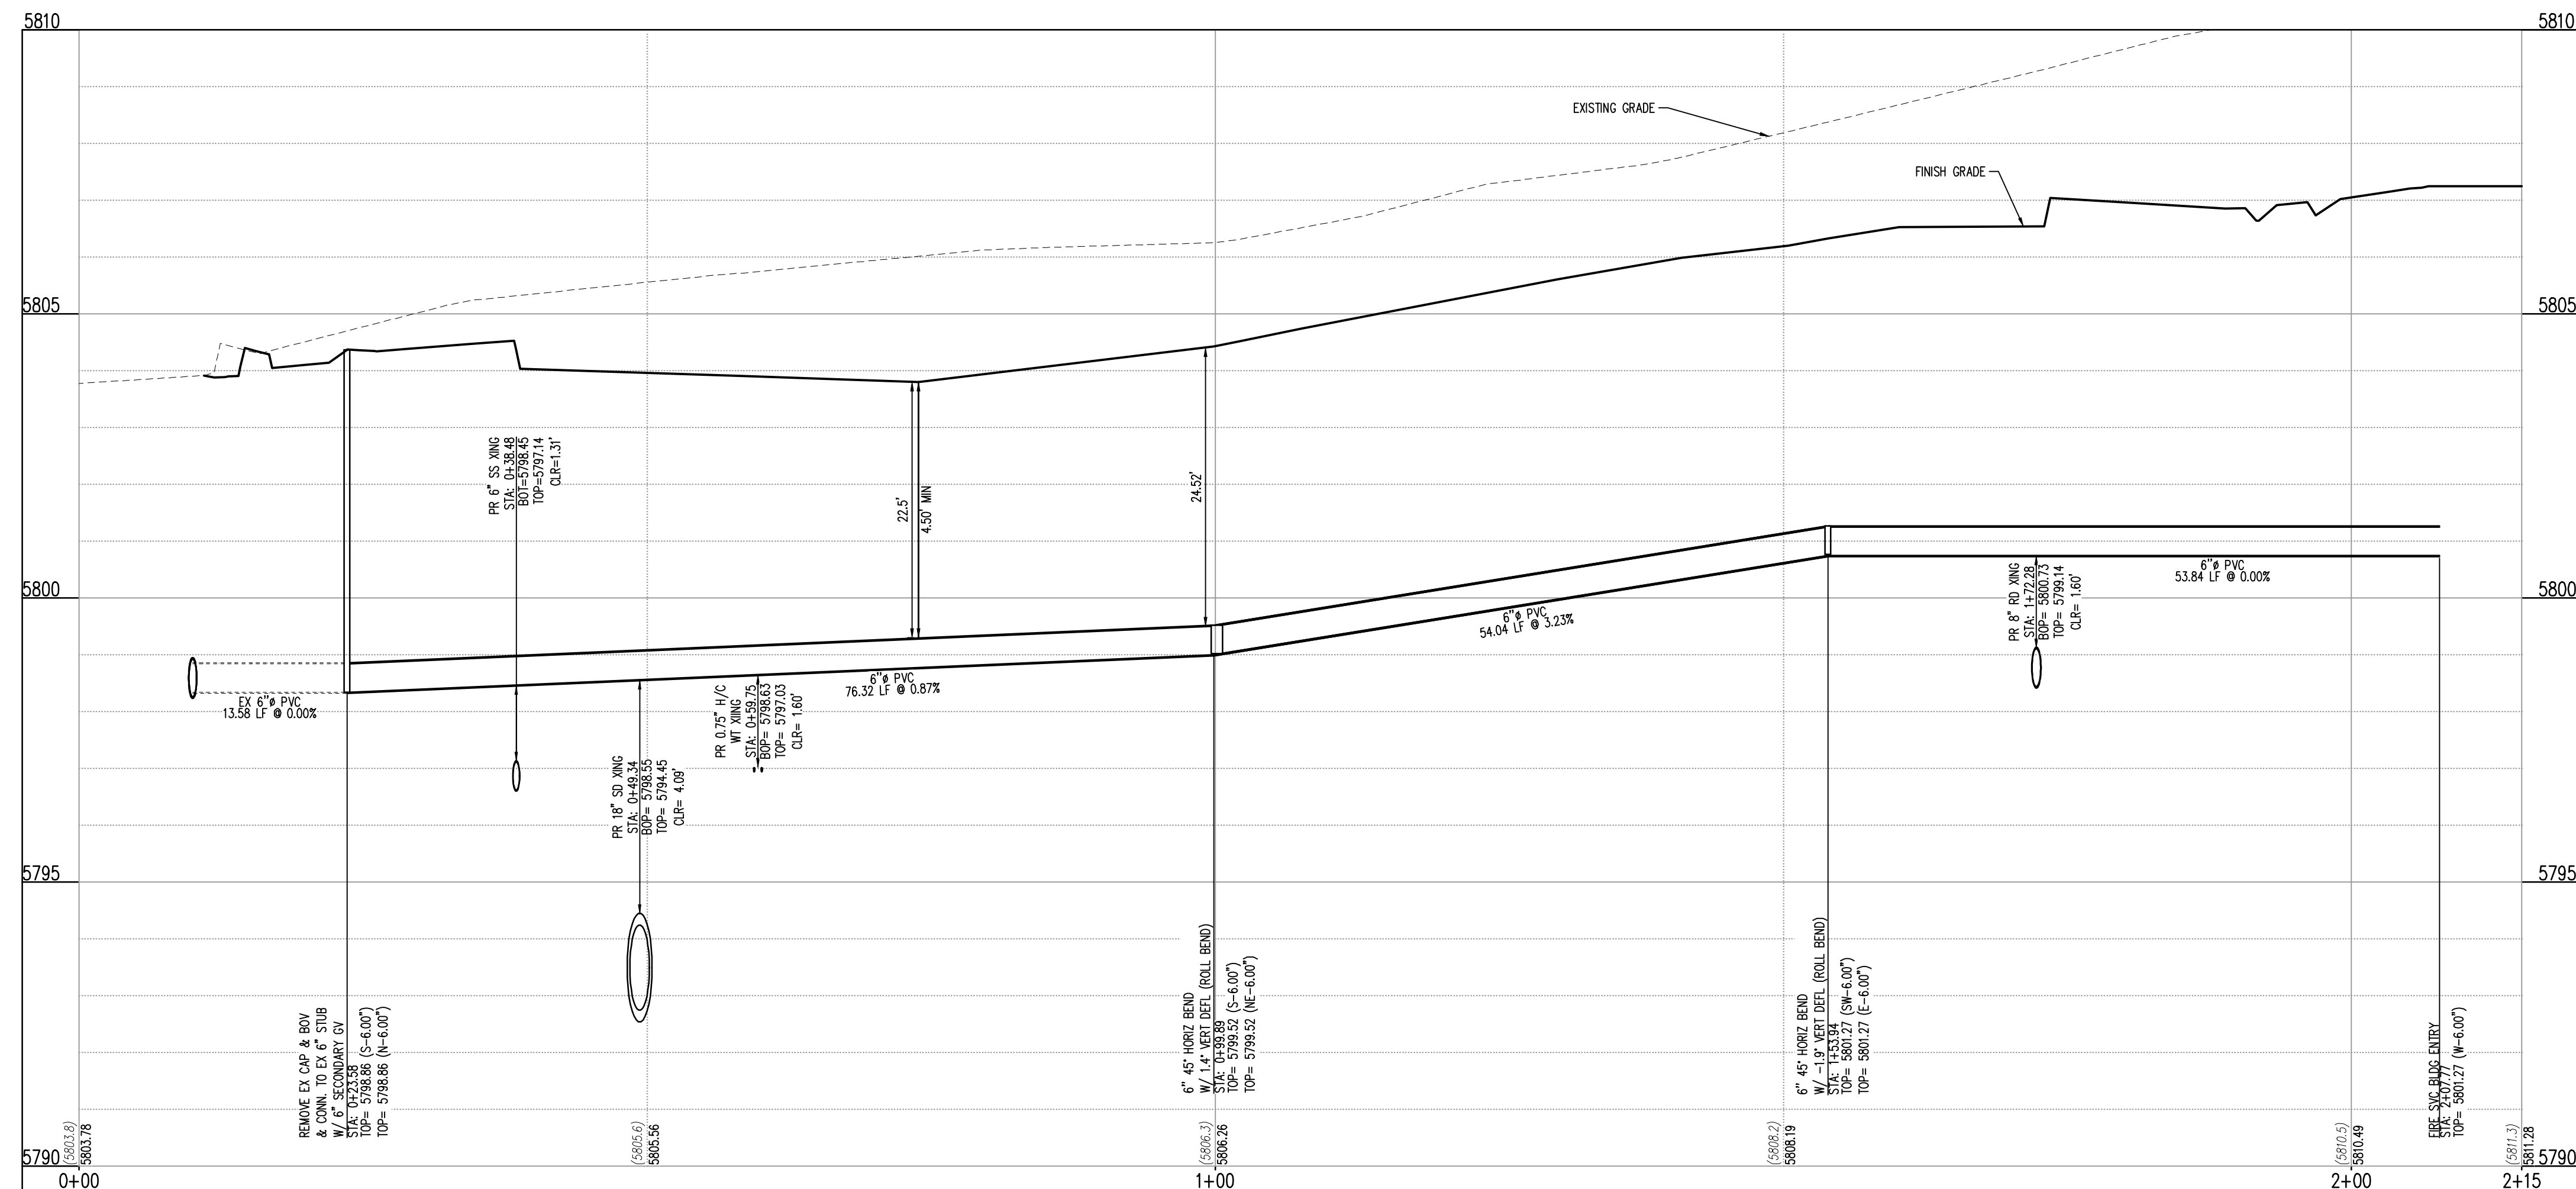 5810
5810
EXISTING GRADE
FINISH GRADE
5805
5805
PR 6" SS XING
STA: 0+38.48
BOT=5798.45
TOP=5797.14
CLR=1.31'
22.5'
4.50' MIN
24.52'
5800
5800
EX 6"ø PVC
13.58 LF @ 0.00%
6"ø PVC
76.32 LF @ 0.87%
6"ø PVC
54.04 LF @ 3.23%
6"ø PVC
53.84 LF @ 0.00%
PR 8" RD XING
STA: 1+72.28
BOP= 5800.73
TOP= 5799.14
CLR= 1.60'
PR 0.75" H/C
WT XIING
STA: 0+59.75
BOP= 5798.63
TOP= 5797.03
CLR= 1.60'
PR 18" SD XING
STA: 0+49.34
BOP= 5798.55
TOP= 5794.45
CLR= 4.09'
5795
5795
REMOVE EX CAP & BOV
& CONN. TO EX 6" STUB
W/ 6" SECONDARY GV
STA: 0+23.58
TOP= 5798.86 (S-6.00")
TOP= 5798.86 (N-6.00")
6" 45° HORIZ BEND
W/ 1.4° VERT DEFL (ROLL BEND)
STA: 0+99.89
TOP= 5799.52 (S-6.00")
TOP= 5799.52 (NE-6.00")
6" 45° HORIZ BEND
W/ -1.9° VERT DEFL (ROLL BEND)
STA: 1+53.94
TOP= 5801.27 (SW-6.00")
TOP= 5801.27 (E-6.00")
FIRE SVC BLDG ENTRY
STA: 2+07.77
TOP= 5801.27 (W-6.00")
(5803.8)
5803.78
(5805.6)
5805.56
(5806.3)
5806.26
(5808.2)
5808.19
(5810.5)
5810.49
(5811.3)
5811.28
5790
5790
0+00
1+00
2+00
2+15